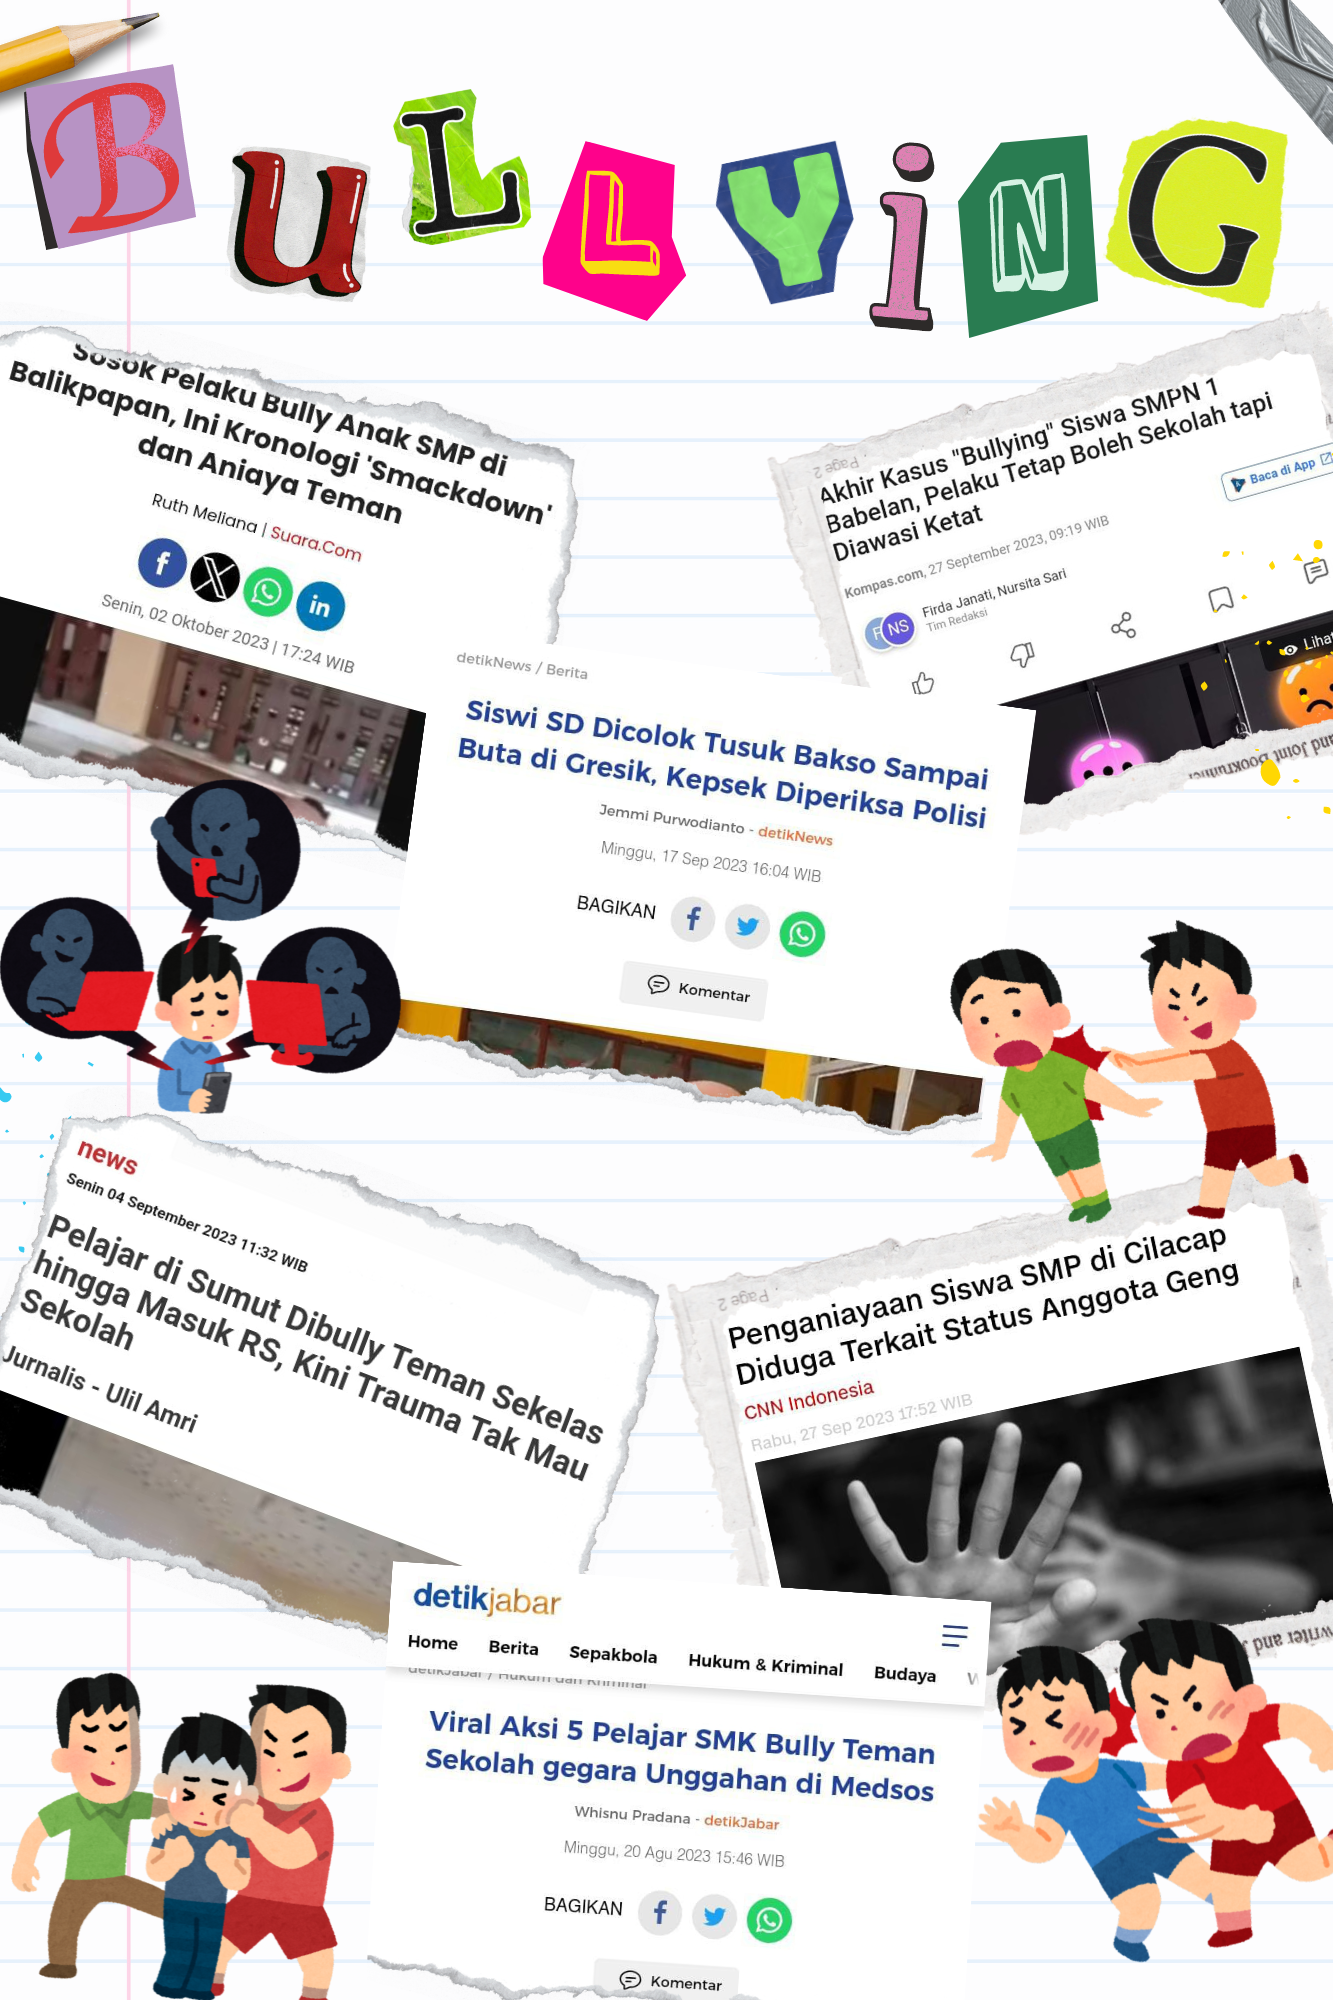 BULLYiNG
Sosok Pelaku Bully Anak SMP di
Balikpapan, Ini Kronologi 'Smackdown'
dan Aniaya Teman
Ruth Meliana | Suara.Com
Senin, 02 Oktober 2023 | 17:24 WIB
Page 2
Akhir Kasus "Bullying" Siswa SMPN 1
Babelan, Pelaku Tetap Boleh Sekolah tapi
Diawasi Ketat
Baca di App
Kompas.com, 27 September 2023, 09:19 WIB
NS
Firda Janati, Nursita Sari
Tim Redaksi
detikNews / Berita
Siswi SD Dicolok Tusuk Bakso Sampai
Buta di Gresik, Kepsek Diperiksa Polisi
Jemmi Purwodianto - detikNews
Minggu, 17 Sep 2023 16:04 WIB
BAGIKAN
Komentar
news
Senin 04 September 2023 11:32 WIB
Pelajar di Sumut Dibully Teman Sekelas
hingga Masuk RS, Kini Trauma Tak Mau
Sekolah
Jurnalis - Ulil Amri
Page 2
Penganiayaan Siswa SMP di Cilacap
Diduga Terkait Status Anggota Geng
CNN Indonesia
Rabu, 27 Sep 2023 17:52 WIB
detikjabar
Home Berita Sepakbola Hukum & Kriminal Budaya
detikJabar / Hukum dan Kriminal
Viral Aksi 5 Pelajar SMK Bully Teman
Sekolah gegara Unggahan di Medsos
Whisnu Pradana - detikJabar
Minggu, 20 Agu 2023 15:46 WIB
BAGIKAN
Komentar